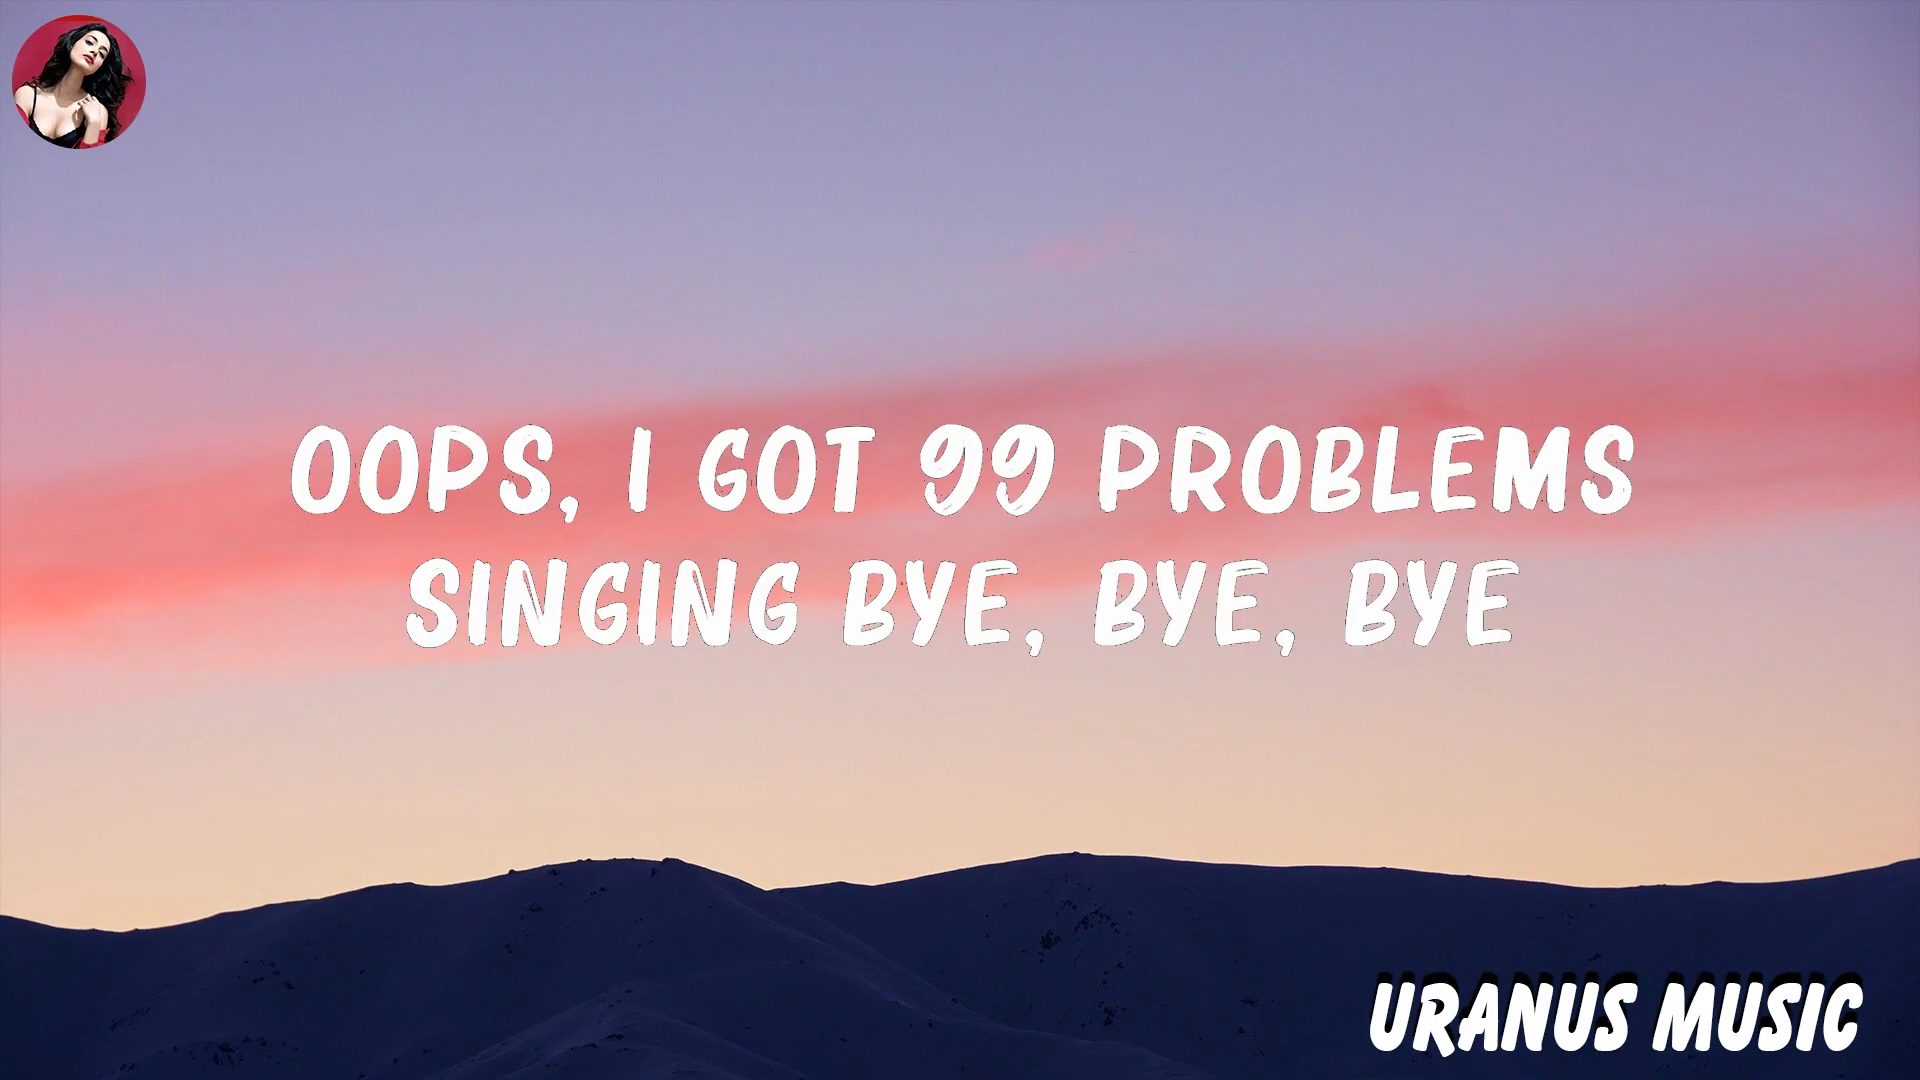 OOPS, I GOT 99 PROBLEMS
SINGING BYE, BYE, BYE
URANUS MUSIC